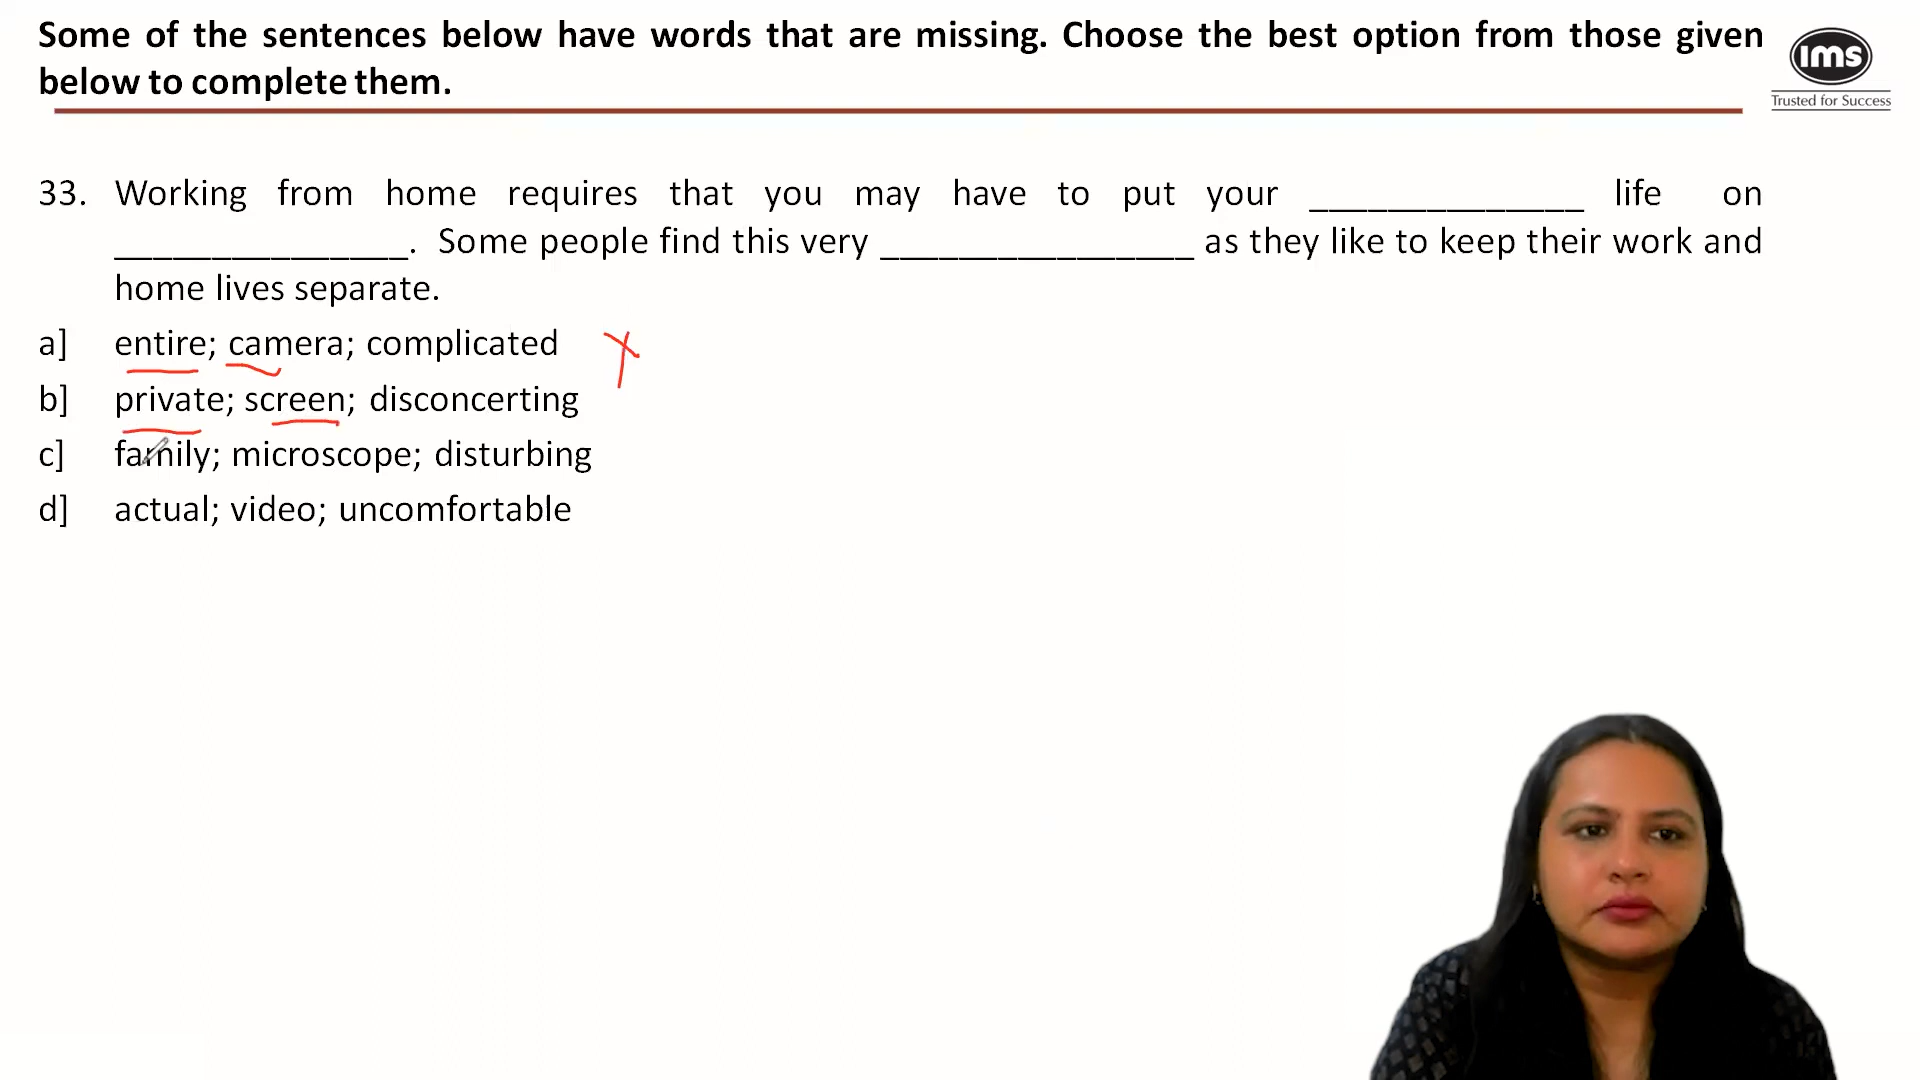 Some of the sentences below have words that are missing. Choose the best option from those given
below to complete them.
ims
Trusted for Success
33. Working from home requires that you may have to put your ______________ life on
_______________. Some people find this very ________________ as they like to keep their work and
home lives separate.
a] entire; camera; complicated
b] private; screen; disconcerting
c] family; microscope; disturbing
d] actual; video; uncomfortable